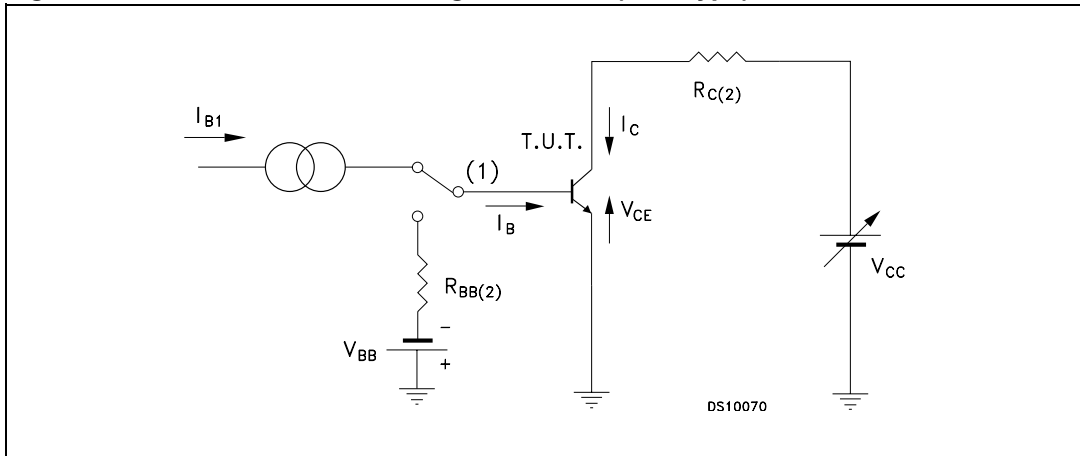 R_C(2)
I_B1
I_C
T.U.T.
(1)
V_CE
I_B
V_CC
R_BB(2)
−
V_BB
+
DS10070